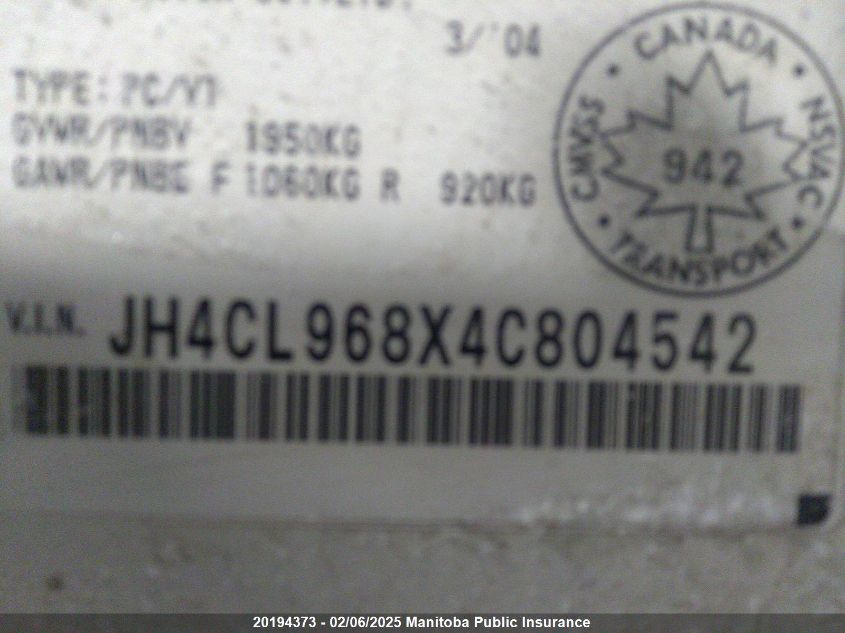 3/ '04
CANADA
CMVSS
NSVAC
942
TRANSPORT
TYPE: PC/VP
GVWR/PNBV 1950KG
GAWR/PNBE F 1060KG R 920KG
V.I.N. JH4CL968X4C804542
20194373 - 02/06/2025 Manitoba Public Insurance